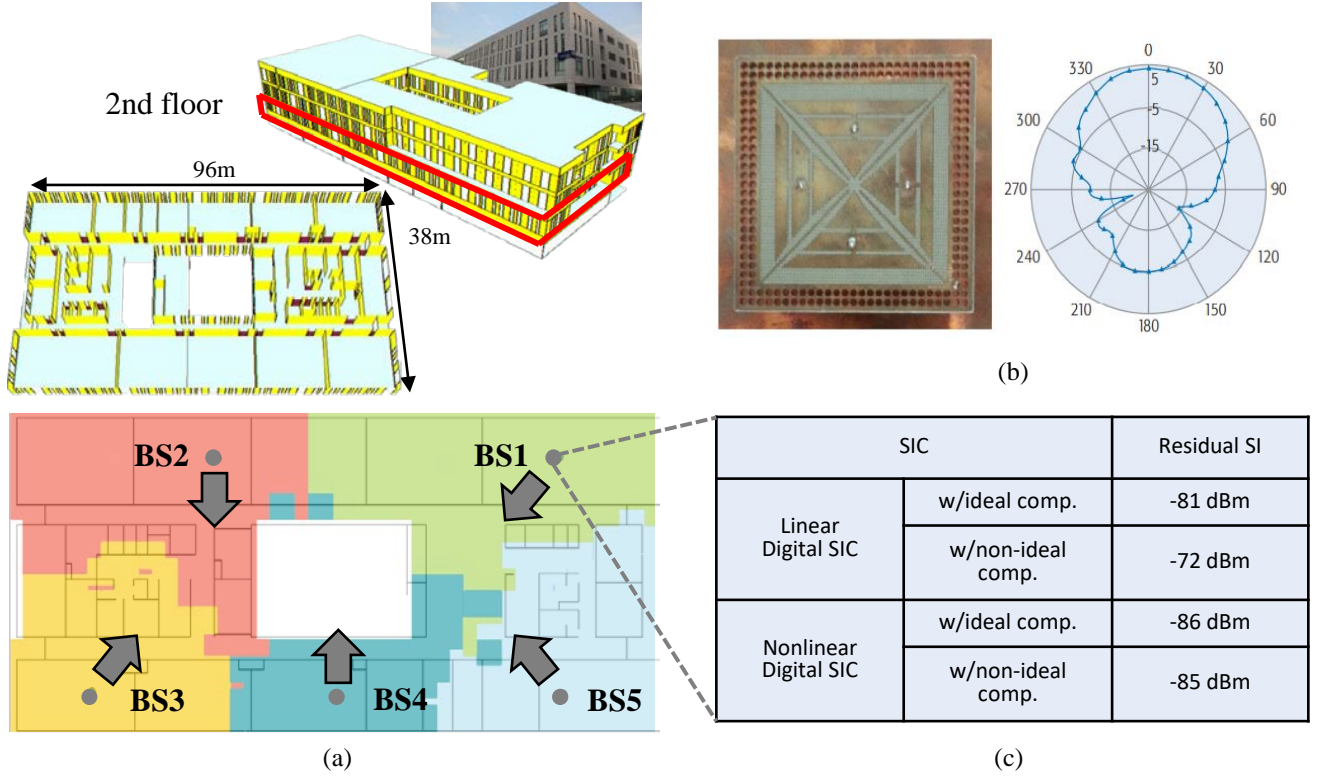 2nd floor
96m
38m
0
330
30
5
300
-5
60
-15
270
90
240
120
210
150
180
(b)
BS2
BS1
BS3
BS4
BS5
(a)
SIC
Residual SI
Linear
Digital SIC
w/ideal comp.
-81 dBm
w/non-ideal
comp.
-72 dBm
Nonlinear
Digital SIC
w/ideal comp.
-86 dBm
w/non-ideal
comp.
-85 dBm
(c)